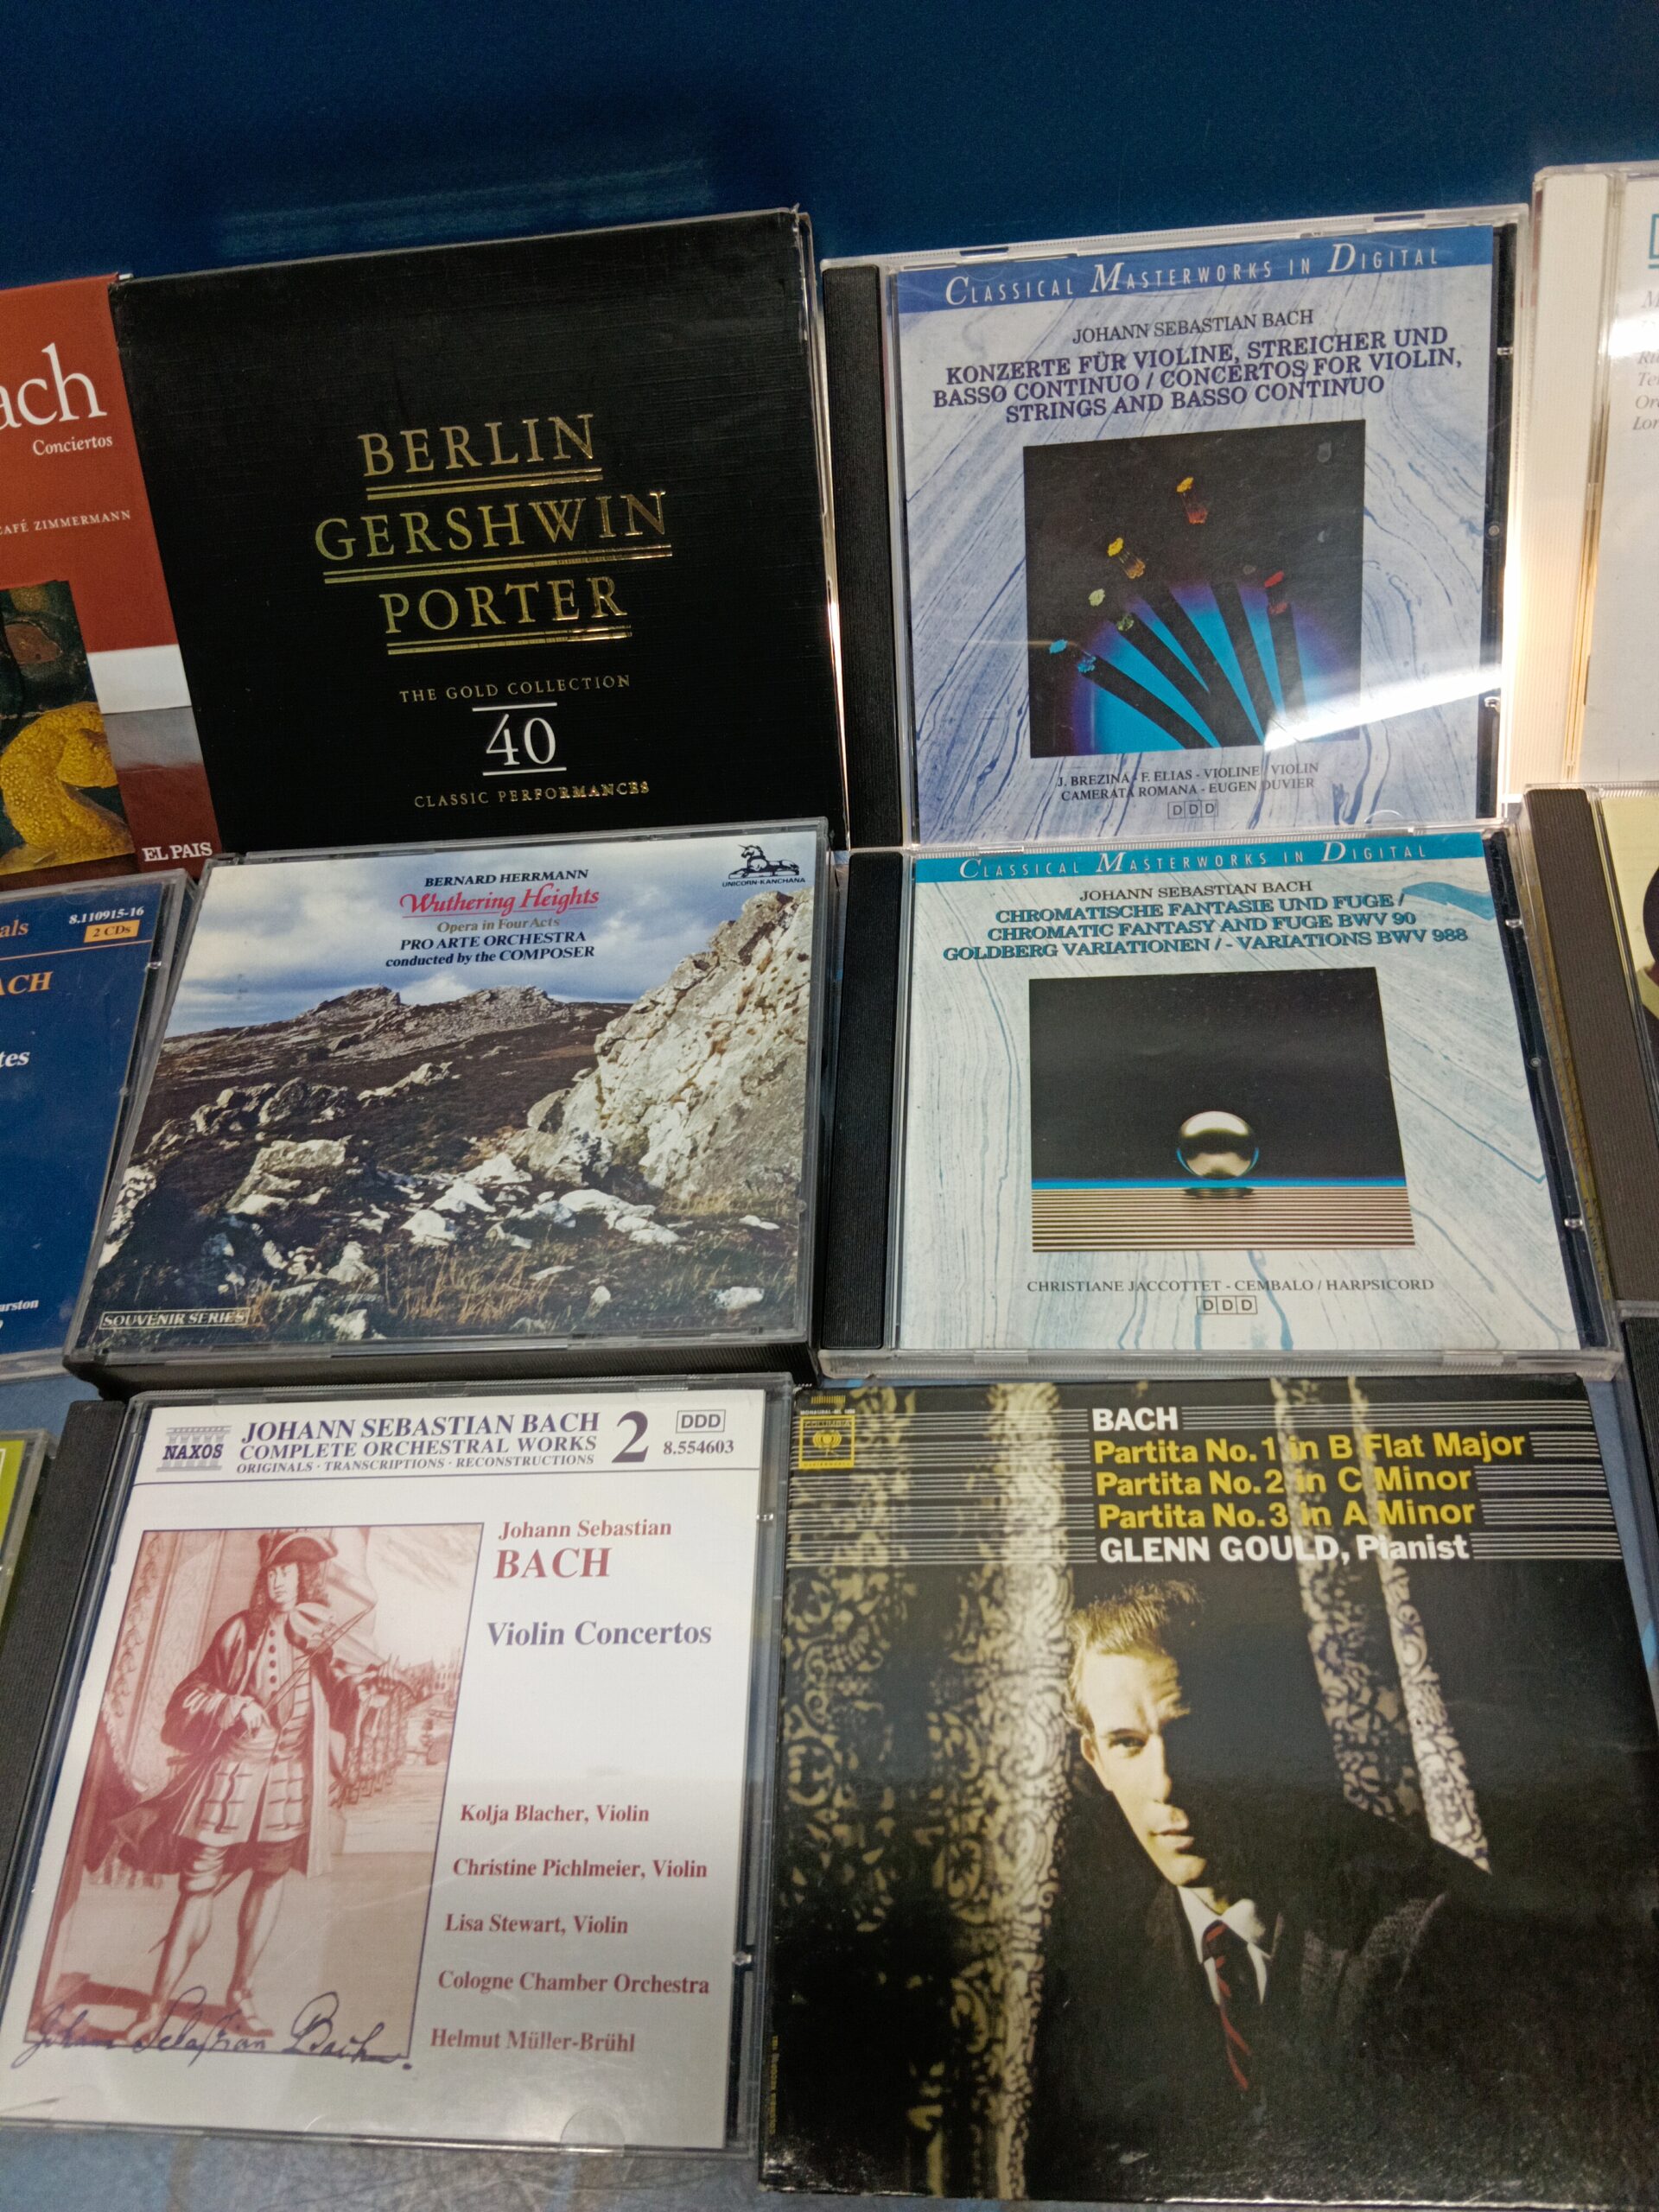 ach
Conciertos
CAFÉ ZIMMERMANN
EL PAIS
BERLIN
GERSHWIN
PORTER
THE GOLD COLLECTION
40
CLASSIC PERFORMANCES
CLASSICAL MASTERWORKS IN DIGITAL
JOHANN SEBASTIAN BACH
KONZERTE FÜR VIOLINE, STREICHER UND
BASSO CONTINUO / CONCERTOS FOR VIOLIN,
STRINGS AND BASSO CONTINUO
J. BREZINA - F. ELIAS - VIOLINE / VIOLIN
CAMERATA ROMANA - EUGEN DUVIER
DDD
als
8.110915-16
2 CDs
ACH
tes
arston
BERNARD HERRMANN
Wuthering Heights
Opera in Four Acts
PRO ARTE ORCHESTRA
conducted by the COMPOSER
UNICORN-KANCHANA
SOUVENIR SERIES
CLASSICAL MASTERWORKS IN DIGITAL
JOHANN SEBASTIAN BACH
CHROMATISCHE FANTASIE UND FUGE /
CHROMATIC FANTASY AND FUGE BWV 90
GOLDBERG VARIATIONEN / - VARIATIONS BWV 988
CHRISTIANE JACCOTTET - CEMBALO / HARPSICORD
DDD
NAXOS
JOHANN SEBASTIAN BACH
COMPLETE ORCHESTRAL WORKS
ORIGINALS · TRANSCRIPTIONS · RECONSTRUCTIONS
2
DDD
8.554603
Johann Sebastian
BACH
Violin Concertos
Kolja Blacher, Violin
Christine Pichlmeier, Violin
Lisa Stewart, Violin
Cologne Chamber Orchestra
Helmut Müller-Brühl
Johann Sebastian Bach.
COLUMBIA
BACH
Partita No. 1 in B Flat Major
Partita No. 2 in C Minor
Partita No. 3 in A Minor
GLENN GOULD, Pianist